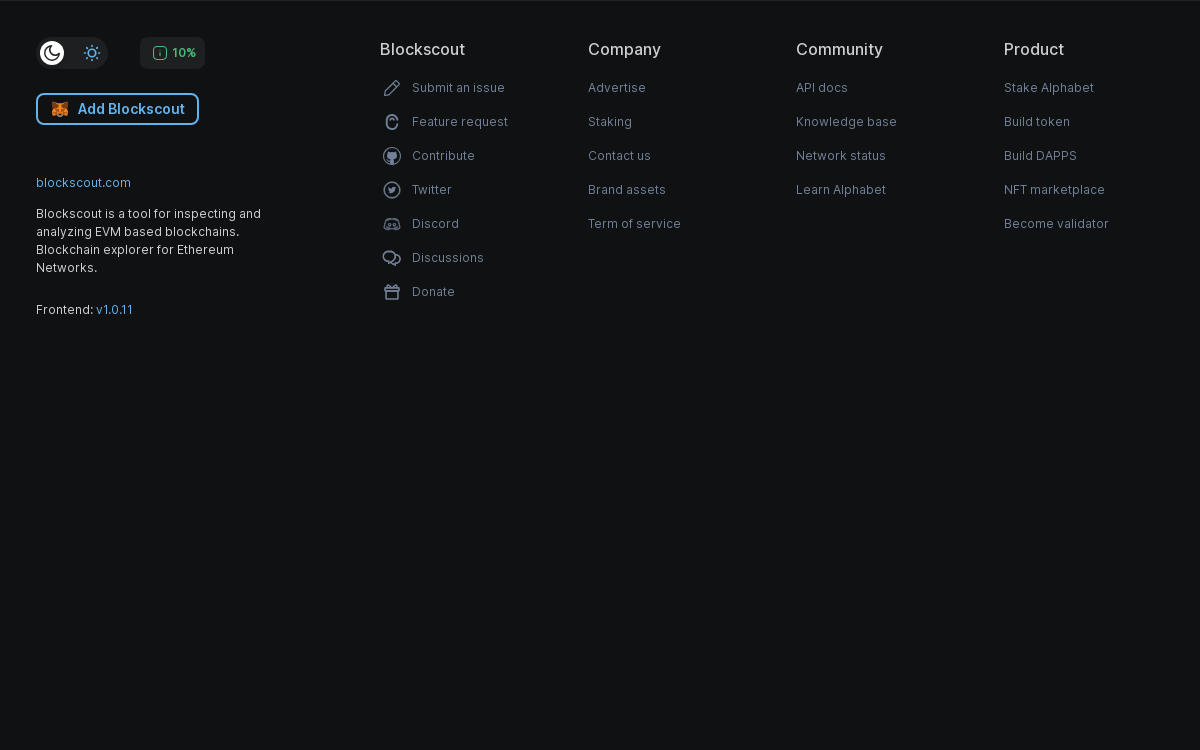 10%
Add Blockscout
blockscout.com
Blockscout is a tool for inspecting and
analyzing EVM based blockchains.
Blockchain explorer for Ethereum
Networks.
Frontend: v1.0.11
Blockscout
Submit an issue
Feature request
Contribute
Twitter
Discord
Discussions
Donate
Company
Advertise
Staking
Contact us
Brand assets
Term of service
Community
API docs
Knowledge base
Network status
Learn Alphabet
Product
Stake Alphabet
Build token
Build DAPPS
NFT marketplace
Become validator